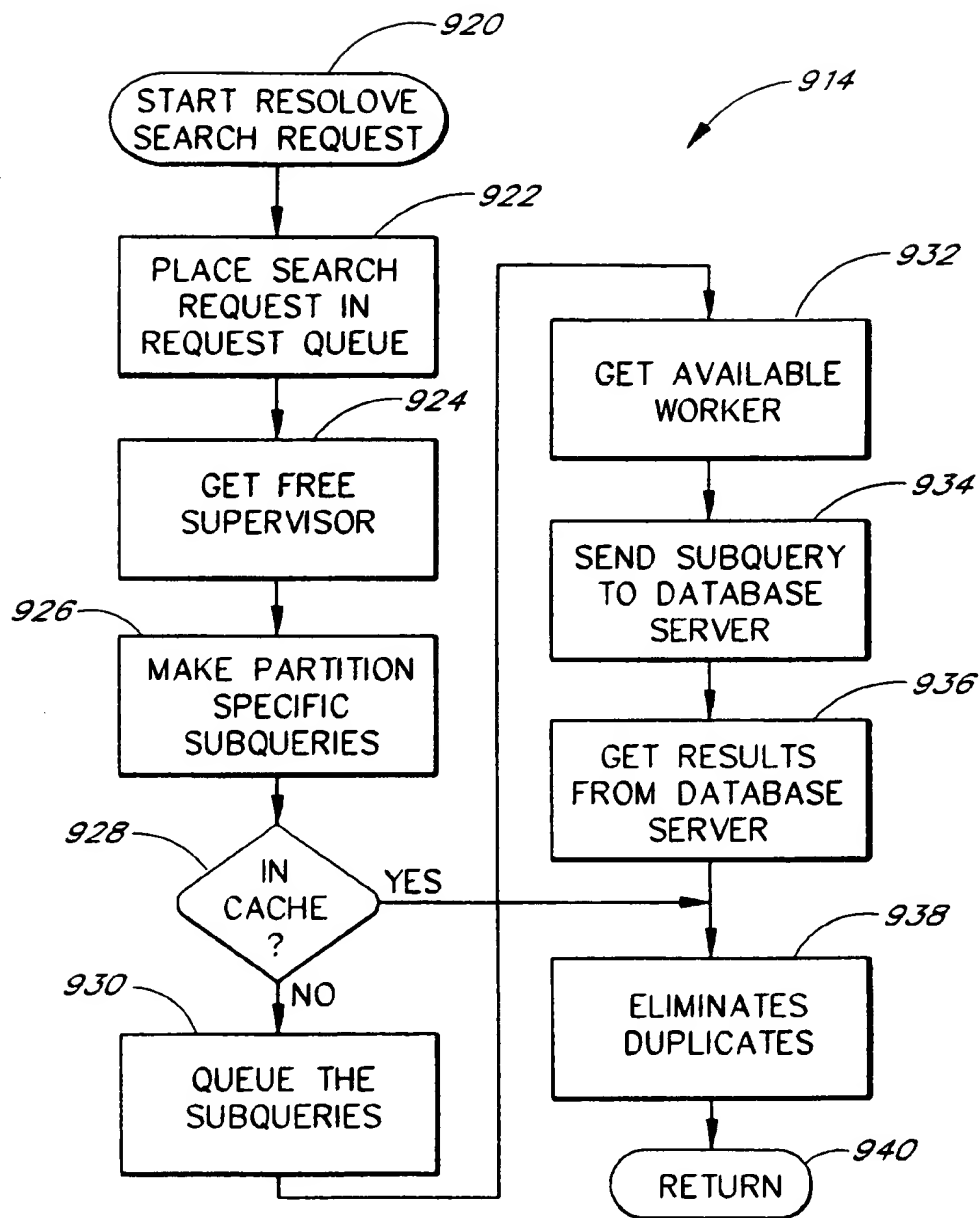 920
START RESOLOVE
SEARCH REQUEST
914
922
PLACE SEARCH
REQUEST IN
REQUEST QUEUE
924
GET FREE
SUPERVISOR
926
MAKE PARTITION
SPECIFIC
SUBQUERIES
928
IN
CACHE
?
YES
NO
930
QUEUE THE
SUBQUERIES
932
GET AVAILABLE
WORKER
934
SEND SUBQUERY
TO DATABASE
SERVER
936
GET RESULTS
FROM DATABASE
SERVER
938
ELIMINATES
DUPLICATES
940
RETURN